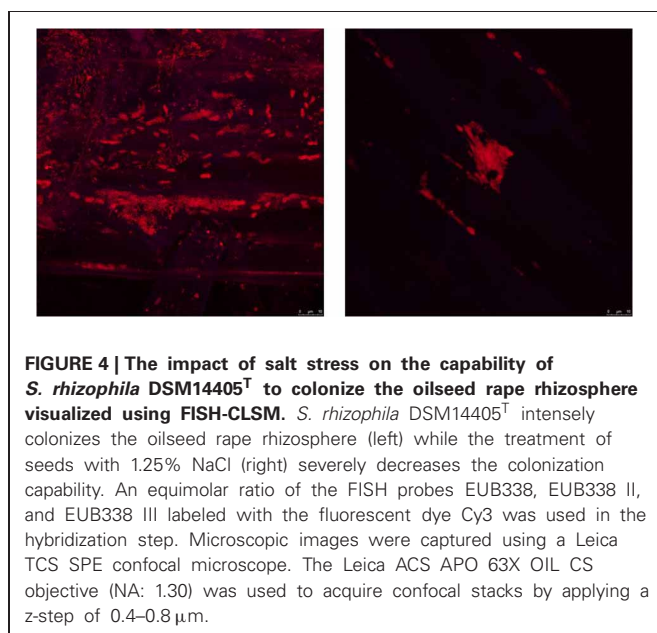 FIGURE 4 | The impact of salt stress on the capability of
S. rhizophila DSM14405ᵀ to colonize the oilseed rape rhizosphere
visualized using FISH-CLSM. S. rhizophila DSM14405ᵀ intensely
colonizes the oilseed rape rhizosphere (left) while the treatment of
seeds with 1.25% NaCl (right) severely decreases the colonization
capability. An equimolar ratio of the FISH probes EUB338, EUB338 II,
and EUB338 III labeled with the fluorescent dye Cy3 was used in the
hybridization step. Microscopic images were captured using a Leica
TCS SPE confocal microscope. The Leica ACS APO 63X OIL CS
objective (NA: 1.30) was used to acquire confocal stacks by applying a
z-step of 0.4–0.8 μm.